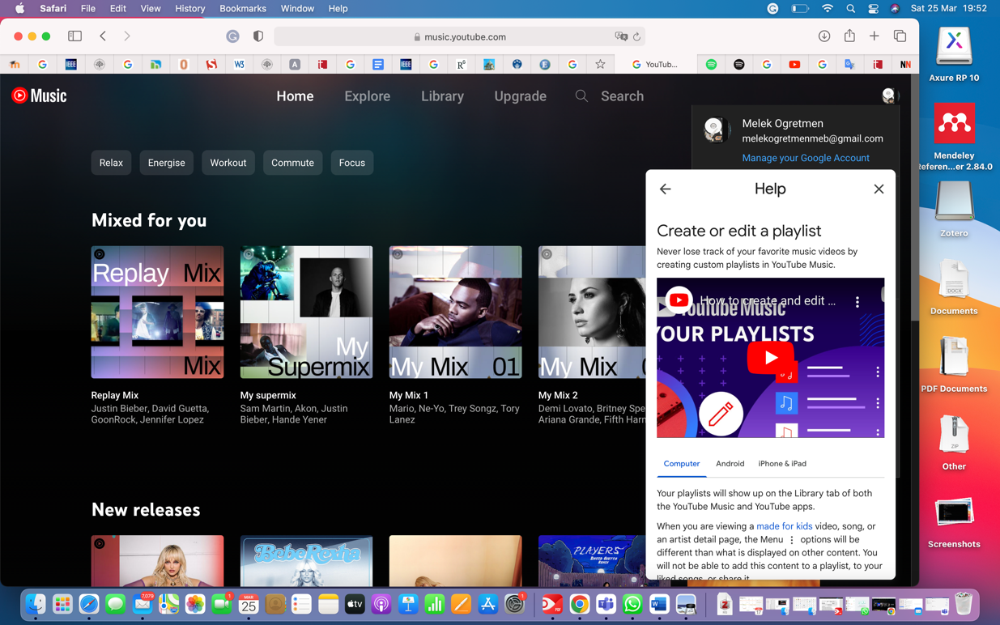 Safari File Edit View History Bookmarks Window Help
Sat 25 Mar 19:52
music.youtube.com
YouTub...
Music
Home
Explore
Library
Upgrade
Search
Melek Ogretmen
melekogretmenmeb@gmail.com
Manage your Google Account
Relax
Energise
Workout
Commute
Focus
Mixed for you
Replay Mix
Mix
My
Supermix
My Mix 01
My Mix
Replay Mix
Justin Bieber, David Guetta,
GoonRock, Jennifer Lopez
My supermix
Sam Martin, Akon, Justin
Bieber, Hande Yener
My Mix 1
Mario, Ne-Yo, Trey Songz, Tory
Lanez
My Mix 2
Demi Lovato, Britney Spe
Ariana Grande, Fifth Harm
New releases
Bebe Rexha
PLAYERS
DAVID GUETTA
REMIX
Help
Create or edit a playlist
Never lose track of your favorite music videos by
creating custom playlists in YouTube Music.
How to create and edit ...
YouTube Music
YOUR PLAYLISTS
Computer
Android
iPhone & iPad
Your playlists will show up on the Library tab of both
the YouTube Music and YouTube apps.
When you are viewing a made for kids video, song, or
an artist detail page, the Menu ⋮ options will be
different than what is displayed on other content. You
will not be able to add this content to a playlist, to your
liked songs, or share it.
Axure RP 10
Mendeley
Referen...er 2.84.0
Zotero
DOCX
Documents
PDF Documents
ZIP
Other
Screenshots
7,079
1
MAR
25
tv
1
PDF